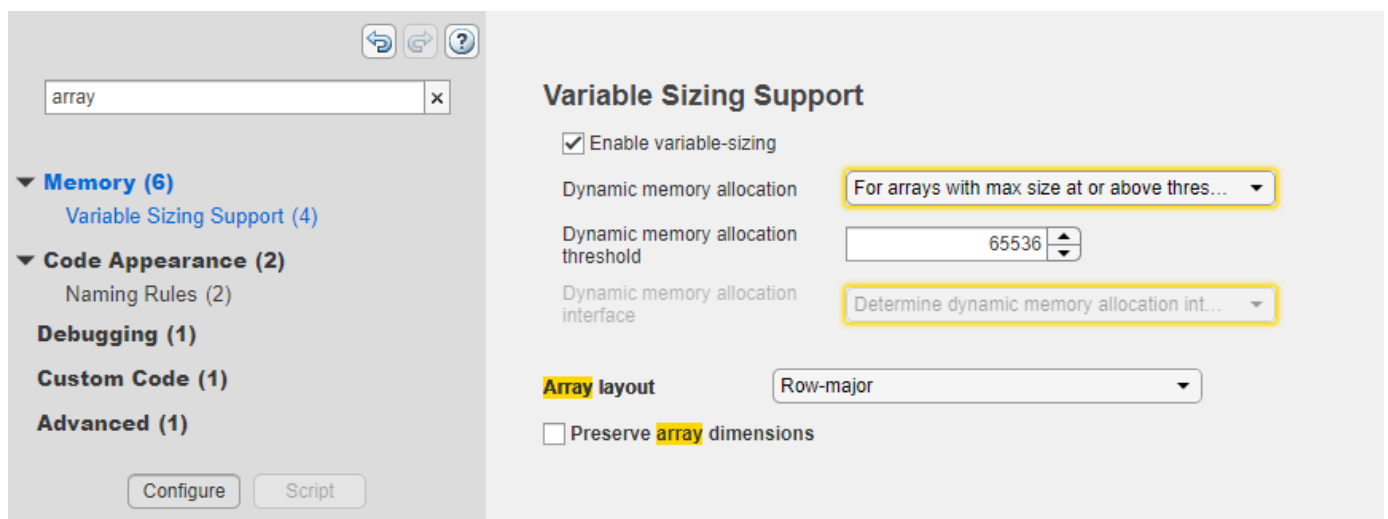 array
Memory (6)
Variable Sizing Support (4)
Code Appearance (2)
Naming Rules (2)
Debugging (1)
Custom Code (1)
Advanced (1)
Configure
Script
Variable Sizing Support
Enable variable-sizing
Dynamic memory allocation
For arrays with max size at or above thres...
Dynamic memory allocation
threshold
65536
Dynamic memory allocation
interface
Determine dynamic memory allocation int...
Array layout
Row-major
Preserve array dimensions